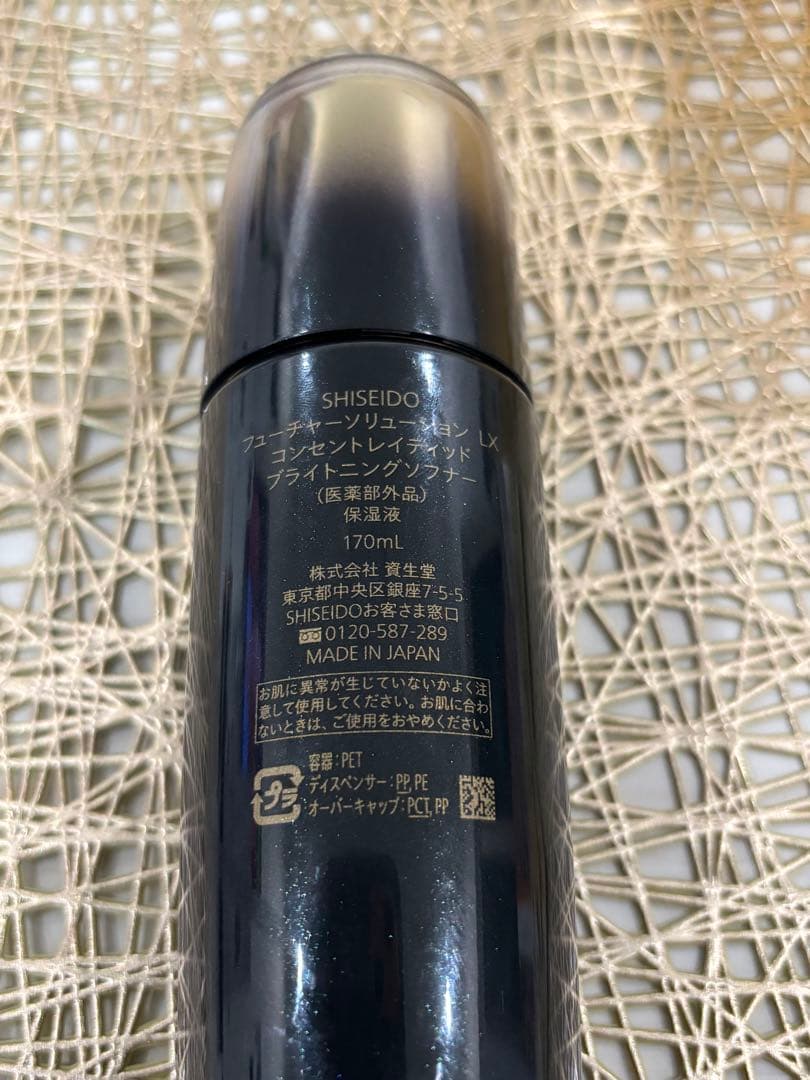 SHISEIDO
フューチャーソリューション LX
コンセントレイティッド
ブライトニングソフナー
(医薬部外品)
保湿液
170mL
株式会社 資生堂
東京都中央区銀座7-5-5
SHISEIDOお客さま窓口
0120-587-289
MADE IN JAPAN
お肌に異常が生じていないかよく注
意して使用してください。お肌に合わ
ないときは、ご使用をおやめください。
容器:PET
プラ ディスペンサー:PP, PE
オーバーキャップ:PCT, PP